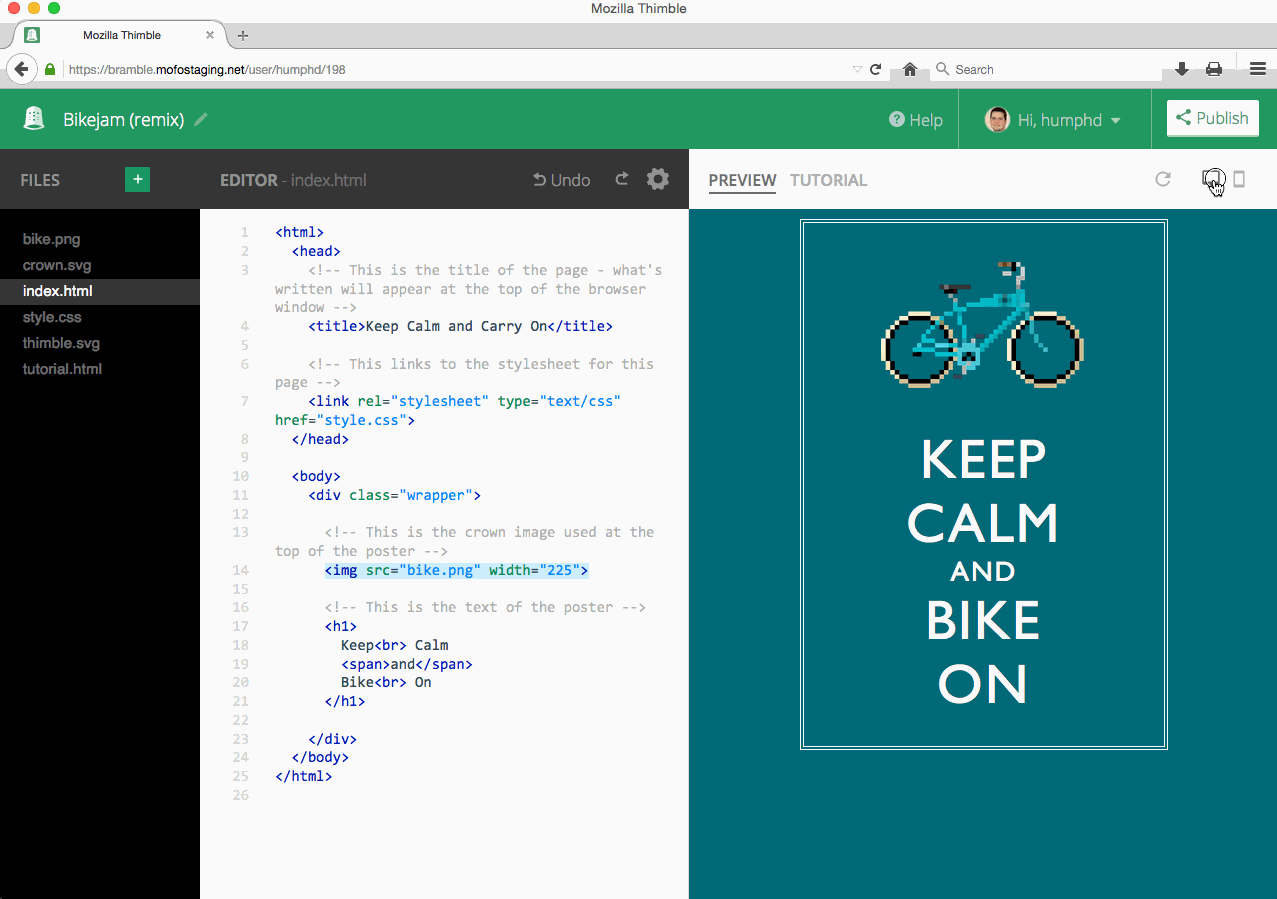 Mozilla Thimble
Mozilla Thimble
https://bramble.mofostaging.net/user/humphd/198
Search
Bikejam (remix)
Help
Hi, humphd
Publish
FILES
+
EDITOR - index.html
Undo
PREVIEW
TUTORIAL
bike.png
crown.svg
index.html
style.css
thimble.svg
tutorial.html
1 <html>
2 <head>
3 <!-- This is the title of the page - what's
written will appear at the top of the browser
window -->
4 <title>Keep Calm and Carry On</title>
5
6 <!-- This links to the stylesheet for this
page -->
7 <link rel="stylesheet" type="text/css"
href="style.css">
8 </head>
9
10 <body>
11 <div class="wrapper">
12
13 <!-- This is the crown image used at the
top of the poster -->
14 <img src="bike.png" width="225">
15
16 <!-- This is the text of the poster -->
17 <h1>
18 Keep<br> Calm
19 <span>and</span>
20 Bike<br> On
21 </h1>
22
23 </div>
24 </body>
25 </html>
26
KEEP
CALM
AND
BIKE
ON